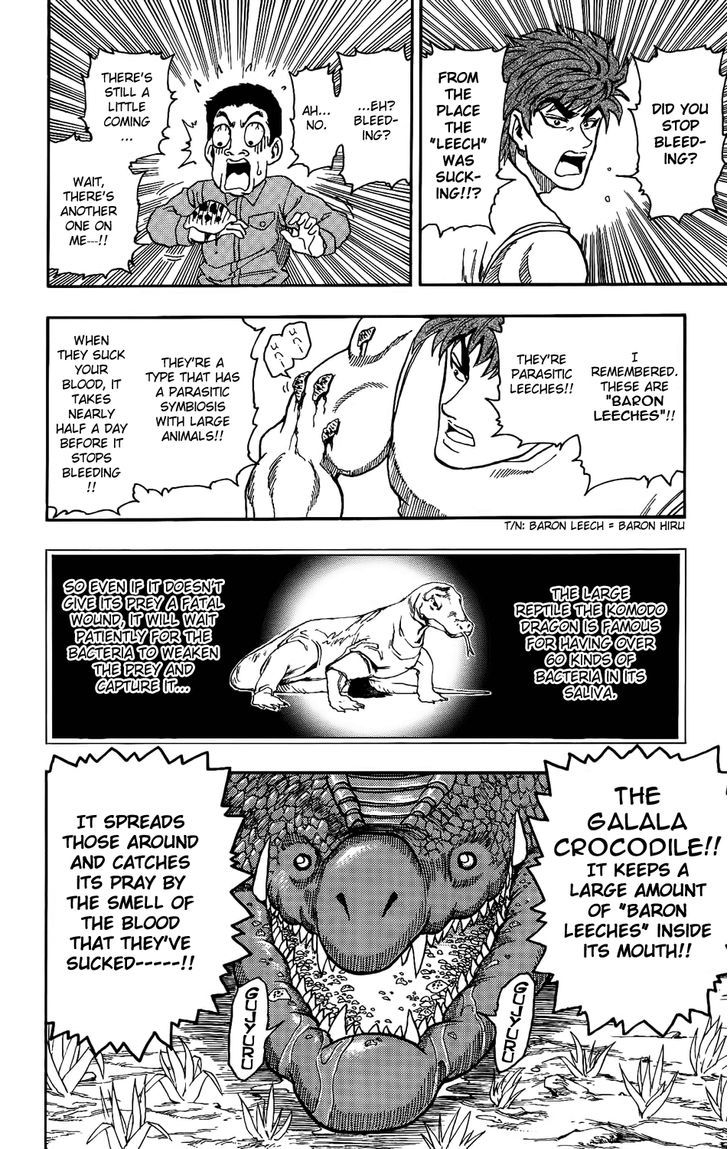 DID YOU
STOP
BLEED-
ING?
FROM
THE PLACE
THE
"LEECH"
WAS
SUCK-
ING!!?
...EH?
BLEED-
ING?
AH...
NO.
THERE'S
STILL A
LITTLE
COMING
...
WAIT,
THERE'S
ANOTHER
ONE ON
ME---!!
I
REMEMBERED.
THESE ARE
"BARON
LEECHES"!!
THEY'RE
PARASITIC
LEECHES!!
THEY'RE A
TYPE THAT HAS
A PARASITIC
SYMBIOSIS
WITH LARGE
ANIMALS!!
WHEN
THEY SUCK
YOUR
BLOOD, IT
TAKES
NEARLY
HALF A DAY
BEFORE IT
STOPS
BLEEDING
!!
T/N: BARON LEECH = BARON HIRU
THE LARGE
REPTILE THE KOMODO
DRAGON IS FAMOUS
FOR HAVING OVER
60 KINDS OF
BACTERIA IN ITS
SALIVA.
SO EVEN IF IT DOESN'T
GIVE ITS PREY A FATAL
WOUND, IT WILL WAIT
PATIENTLY FOR THE
BACTERIA TO WEAKEN
THE PREY AND
CAPTURE IT...
THE
GALALA
CROCODILE!!
IT KEEPS A
LARGE AMOUNT
OF "BARON
LEECHES" INSIDE
ITS MOUTH!!
IT SPREADS
THOSE AROUND
AND CATCHES
ITS PRAY BY
THE SMELL OF
THE BLOOD
THAT THEY'VE
SUCKED-----!!
GUJYURU
GUJYURU